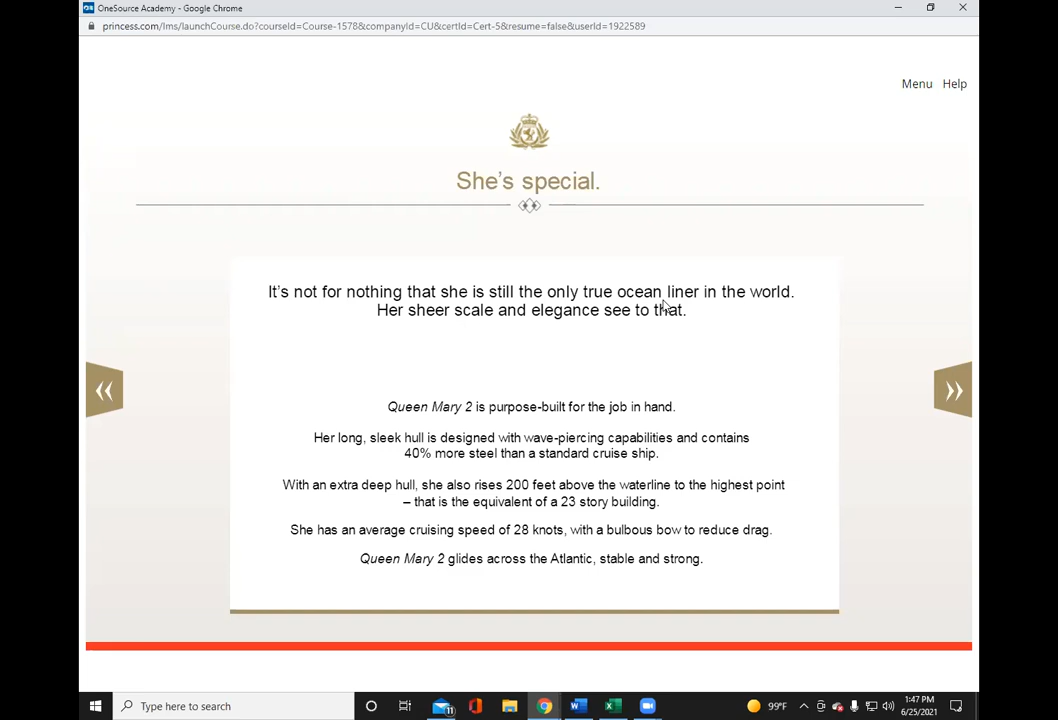 OneSource Academy - Google Chrome
princess.com/lms/launchCourse.do?courseId=Course-1578&companyId=CU&certId=Cert-5&resume=false&userId=1922589
Menu Help
She's special.
It's not for nothing that she is still the only true ocean liner in the world.
Her sheer scale and elegance see to that.
Queen Mary 2 is purpose-built for the job in hand.
Her long, sleek hull is designed with wave-piercing capabilities and contains
40% more steel than a standard cruise ship.
With an extra deep hull, she also rises 200 feet above the waterline to the highest point
– that is the equivalent of a 23 story building.
She has an average cruising speed of 28 knots, with a bulbous bow to reduce drag.
Queen Mary 2 glides across the Atlantic, stable and strong.
Type here to search
11
99°F
1:47 PM
6/25/2021